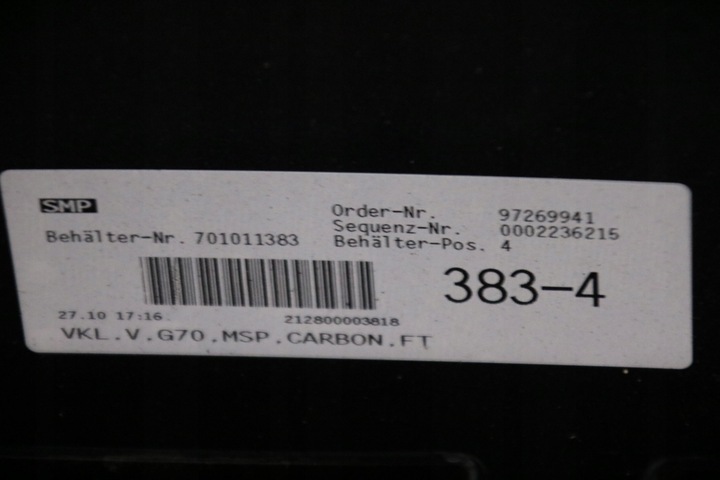 SMP
Order-Nr. 97269941
Sequenz-Nr. 0002236215
Behälter-Nr. 701011383
Behälter-Pos. 4
383-4
27.10 17:16
212800003818
VKL.V.G70.MSP.CARBON.FT